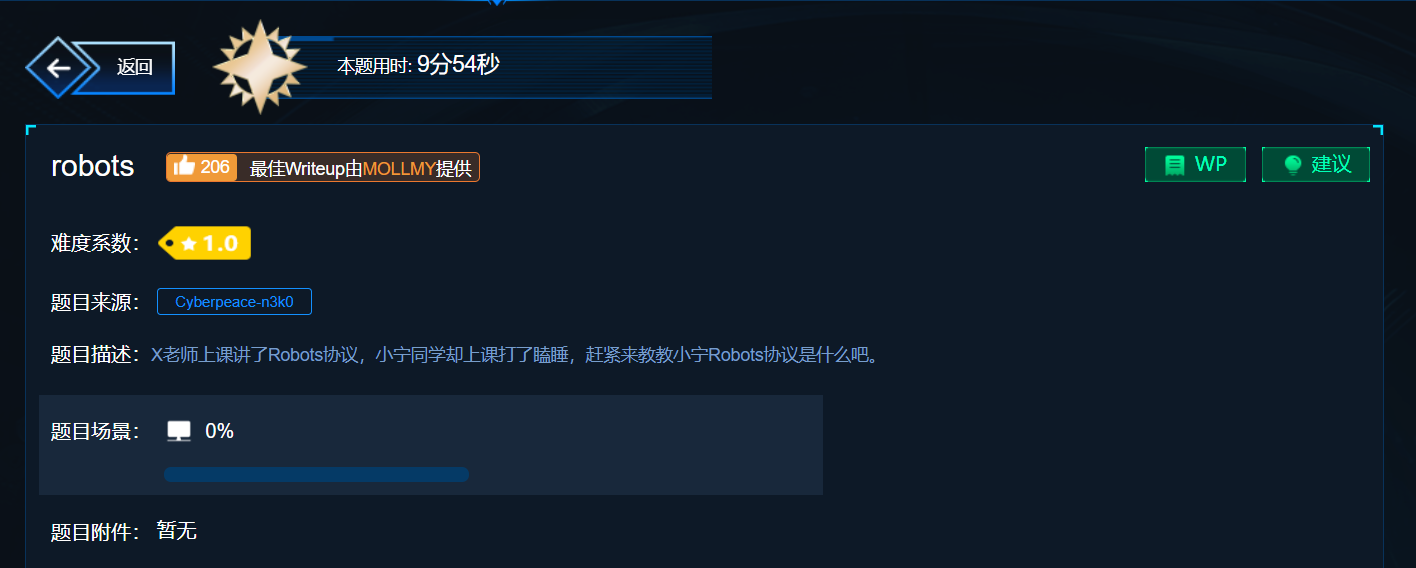 返回
本题用时: 9分54秒
robots
206 最佳Writeup由MOLLMY提供
WP
建议
难度系数： 1.0
题目来源： Cyberpeace-n3k0
题目描述：X老师上课讲了Robots协议，小宁同学却上课打了瞌睡，赶紧来教教小宁Robots协议是什么吧。
题目场景： 0%
题目附件： 暂无